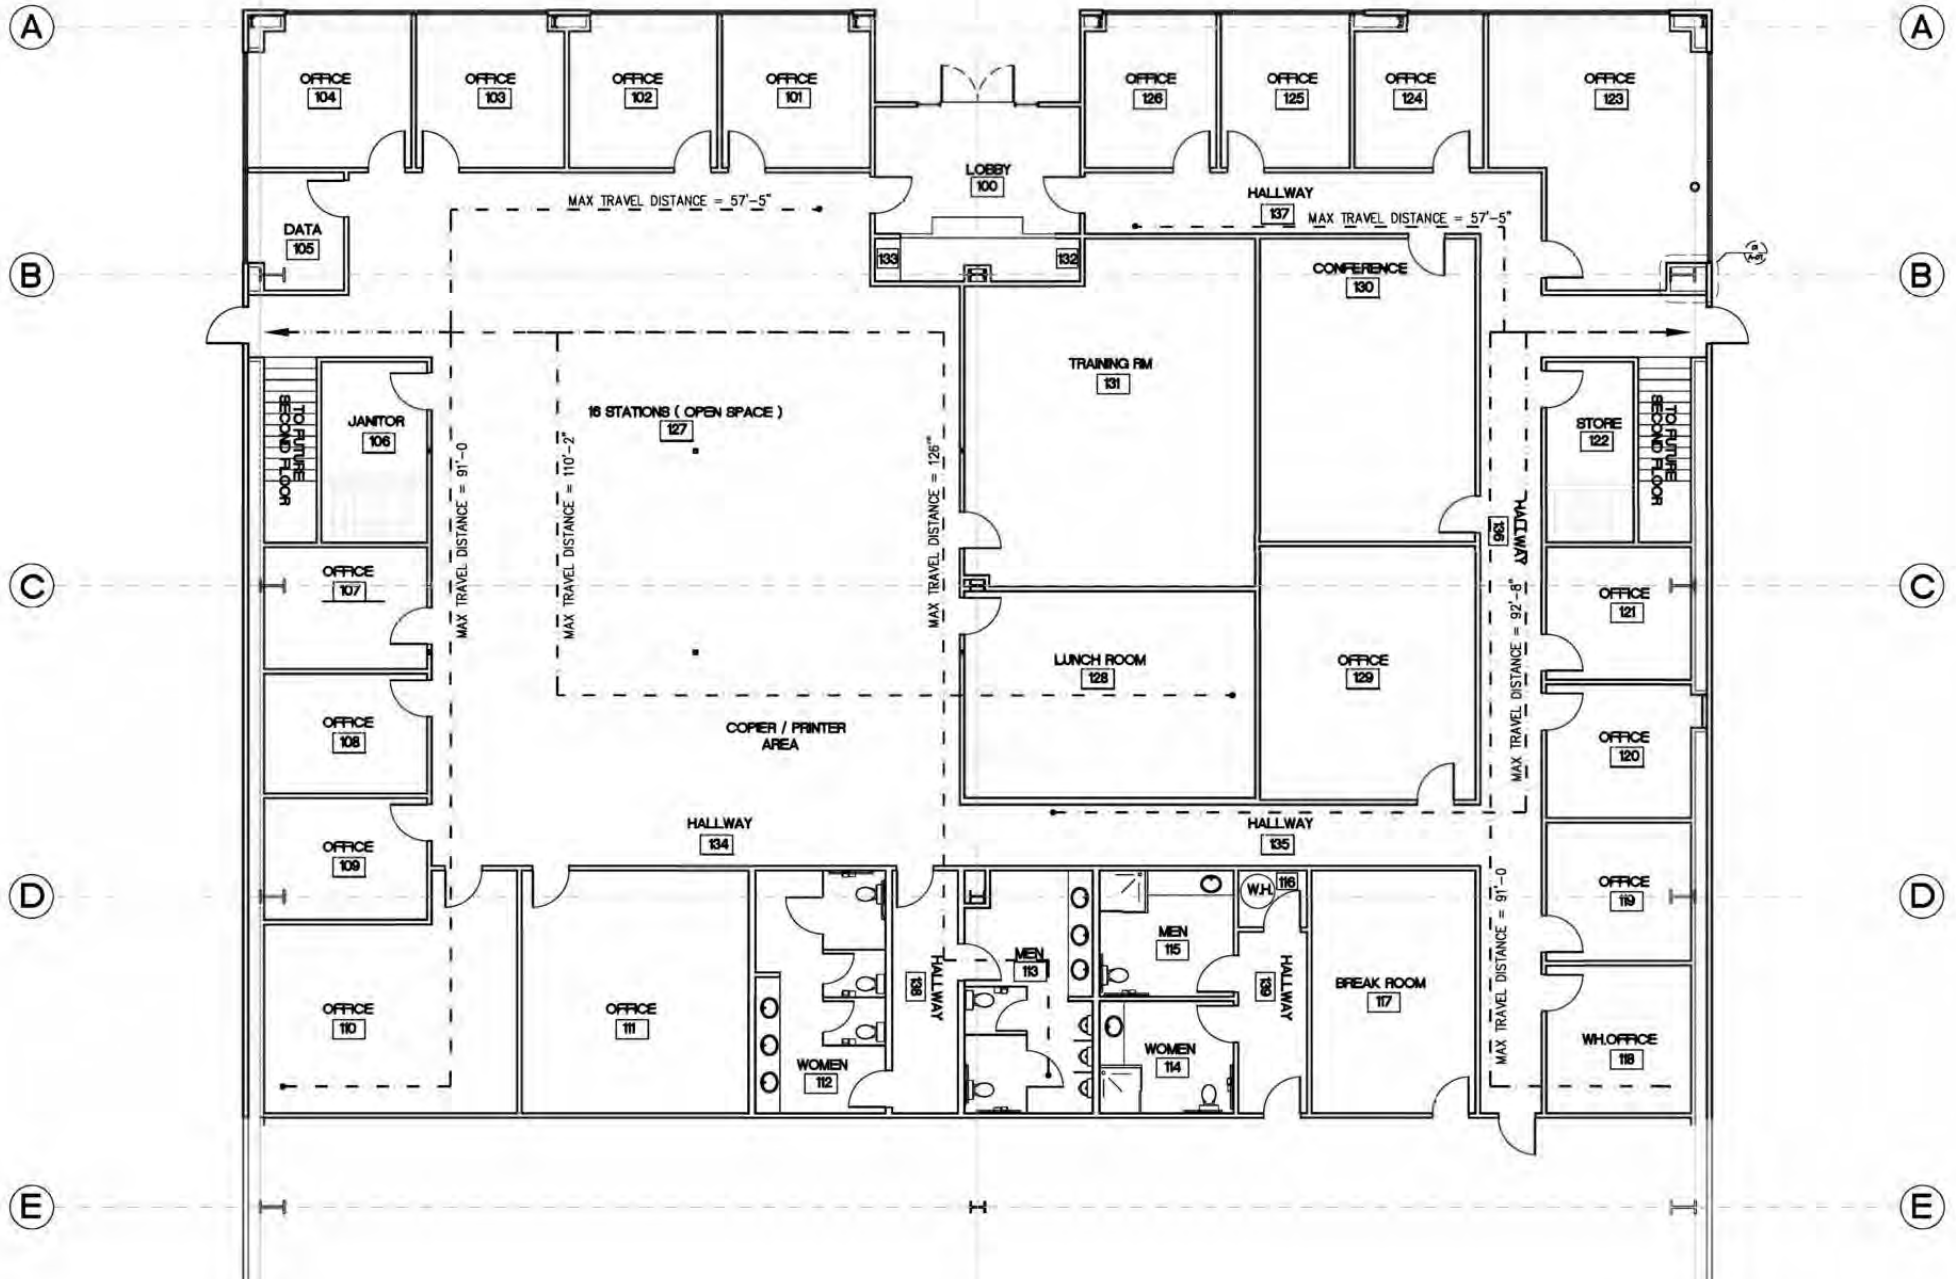 A
A
OFFICE
104
OFFICE
103
OFFICE
102
OFFICE
101
OFFICE
126
OFFICE
125
OFFICE
124
OFFICE
123
LOBBY
100
HALLWAY
137
MAX TRAVEL DISTANCE = 57'-5"
MAX TRAVEL DISTANCE = 57'-5"
DATA
105
133
132
B
B
CONFERENCE
130
TRAINING RM
131
16 STATIONS ( OPEN SPACE )
127
TO FUTURE
SECOND FLOOR
JANITOR
106
STORE
122
TO FUTURE
SECOND FLOOR
MAX TRAVEL DISTANCE = 91'-0
MAX TRAVEL DISTANCE = 110'-2"
MAX TRAVEL DISTANCE = 126'"
HALLWAY
136
MAX TRAVEL DISTANCE = 92'-8"
C
C
OFFICE
107
OFFICE
121
LUNCH ROOM
128
OFFICE
129
OFFICE
108
COPIER / PRINTER
AREA
OFFICE
120
HALLWAY
134
HALLWAY
135
OFFICE
109
D
D
W.H.
116
OFFICE
119
MEN
115
MEN
113
HALLWAY
138
HALLWAY
139
BREAK ROOM
117
MAX TRAVEL DISTANCE = 91'-0
OFFICE
110
OFFICE
111
WOMEN
112
WOMEN
114
WH.OFFICE
118
E
E